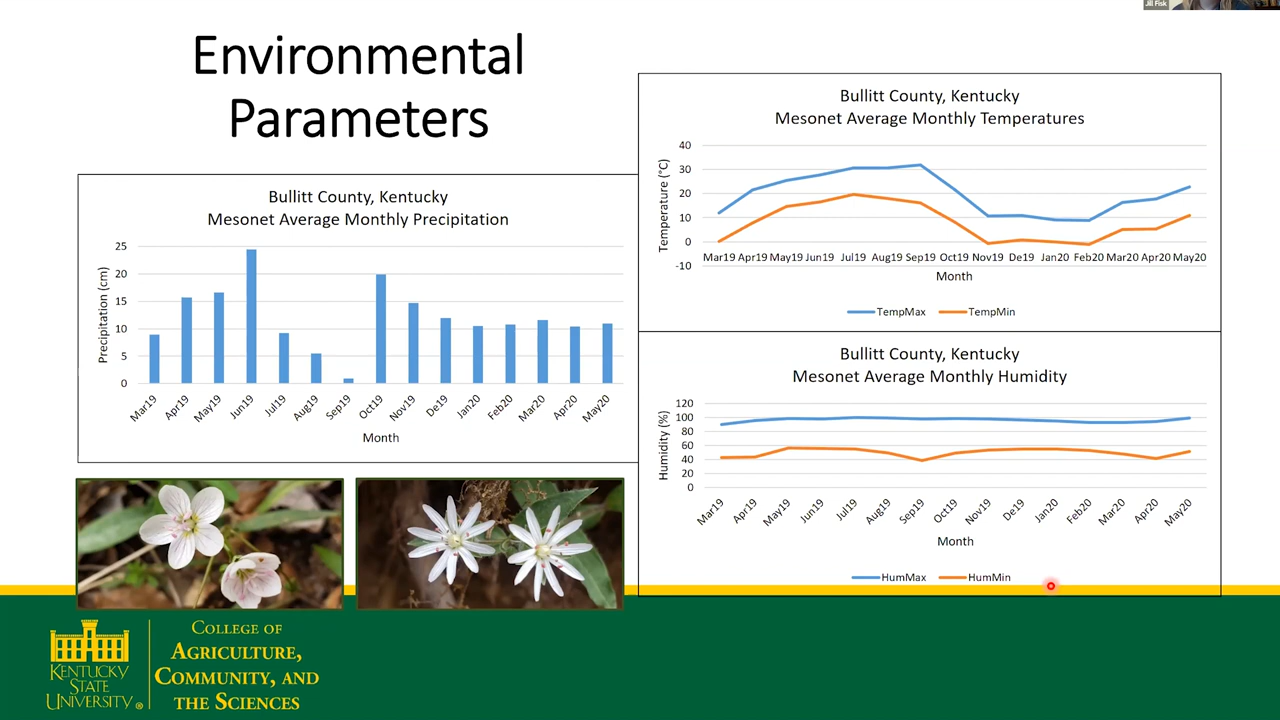 Jill Fisk
Environmental
Parameters
Bullitt County, Kentucky
Mesonet Average Monthly Precipitation
Precipitation (cm)
25
20
15
10
5
0
Mar19 Apr19 May19 Jun19 Jul19 Aug19 Sep19 Oct19 Nov19 De19 Jan20 Feb20 Mar20 Apr20 May20
Month
Bullitt County, Kentucky
Mesonet Average Monthly Temperatures
Temperature (°C)
40
30
20
10
0
-10
Mar19 Apr19 May19 Jun19 Jul19 Aug19 Sep19 Oct19 Nov19 De19 Jan20 Feb20 Mar20 Apr20 May20
Month
TempMax TempMin
Bullitt County, Kentucky
Mesonet Average Monthly Humidity
Humidity (%)
120
100
80
60
40
20
0
Mar19 Apr19 May19 Jun19 Jul19 Aug19 Sep19 Oct19 Nov19 De19 Jan20 Feb20 Mar20 Apr20 May20
Month
HumMax HumMin
KENTUCKY
STATE
UNIVERSITY®
COLLEGE OF
AGRICULTURE,
COMMUNITY, AND
THE SCIENCES